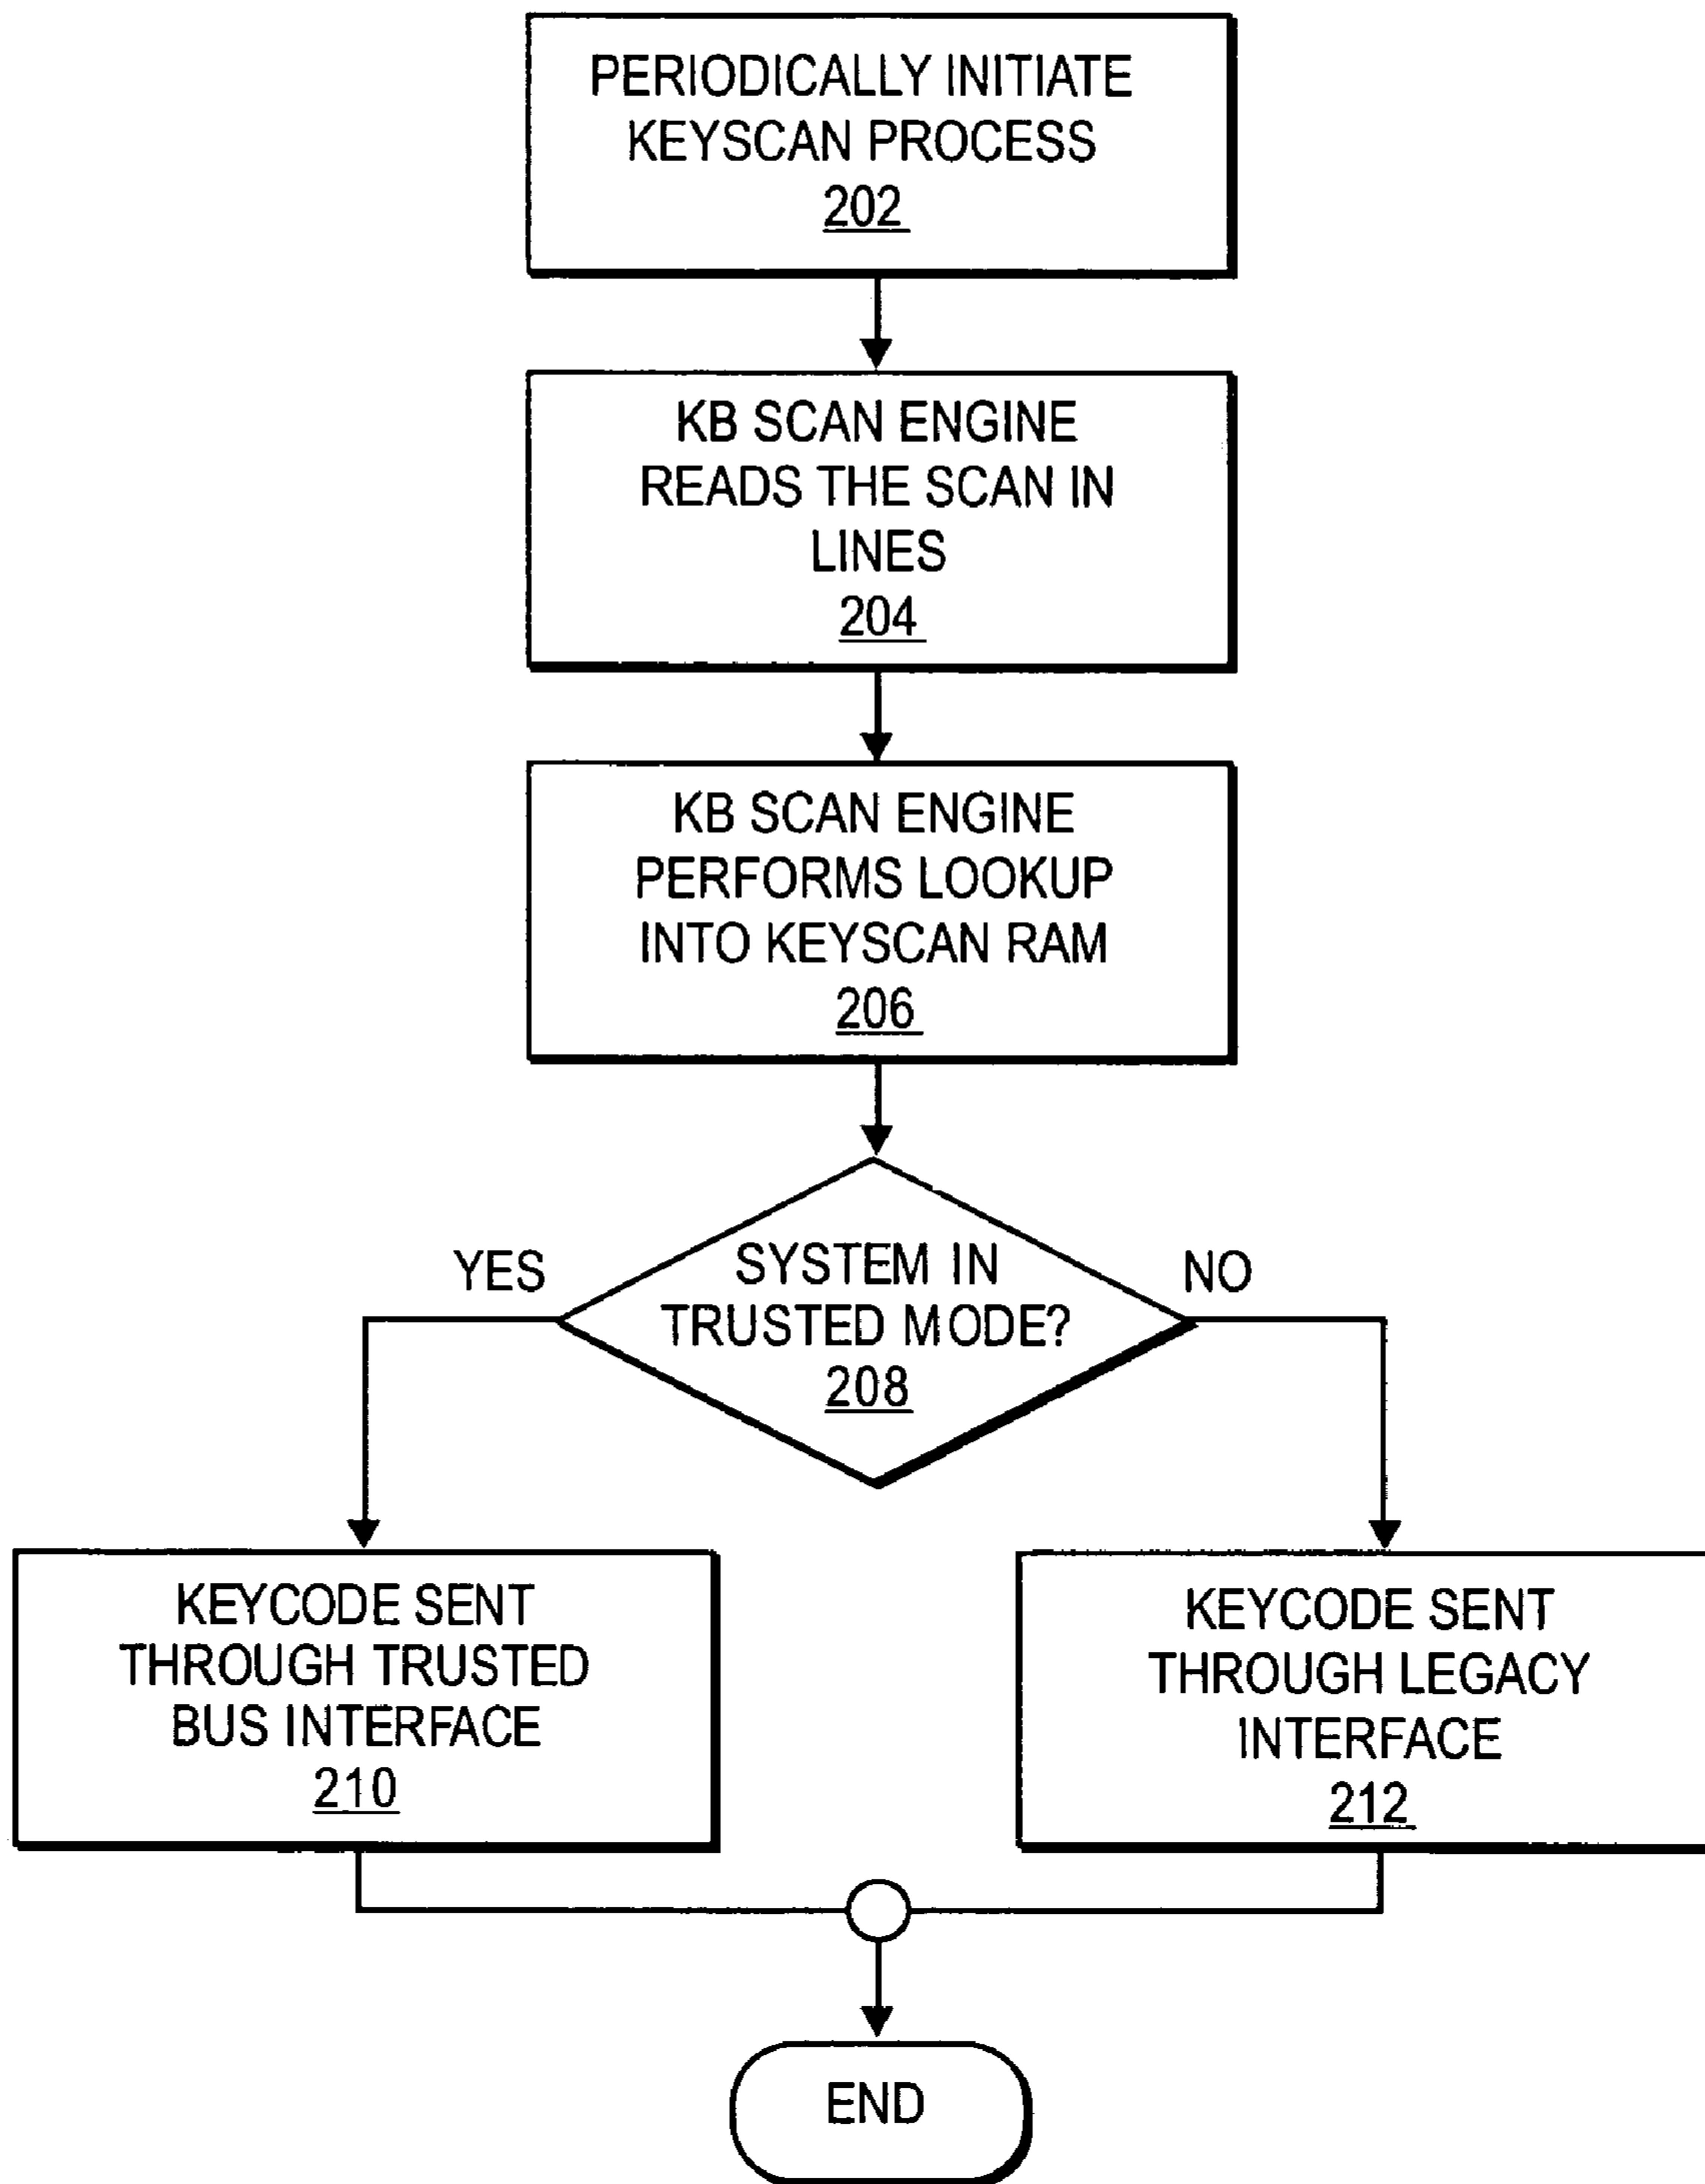 PERIODICALLY INITIATE
KEYSCAN PROCESS
202
KB SCAN ENGINE
READS THE SCAN IN
LINES
204
KB SCAN ENGINE
PERFORMS LOOKUP
INTO KEYSCAN RAM
206
YES
SYSTEM IN
TRUSTED MODE?
208
NO
KEYCODE SENT
THROUGH TRUSTED
BUS INTERFACE
210
KEYCODE SENT
THROUGH LEGACY
INTERFACE
212
END